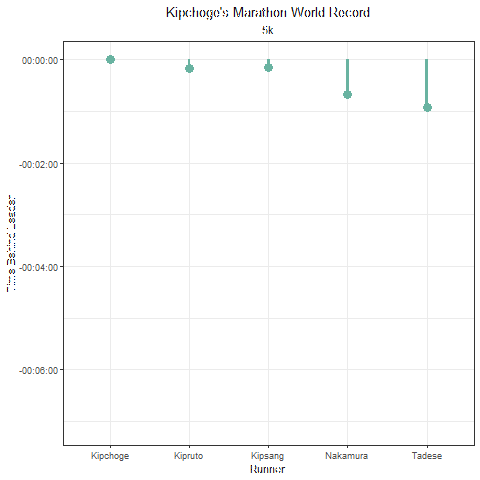 Kipchoge's Marathon World Record
5k
00:00:00
-00:02:00
-00:04:00
-00:06:00
Time Behind Leader
Kipchoge Kipruto Kipsang Nakamura Tadese
Runner